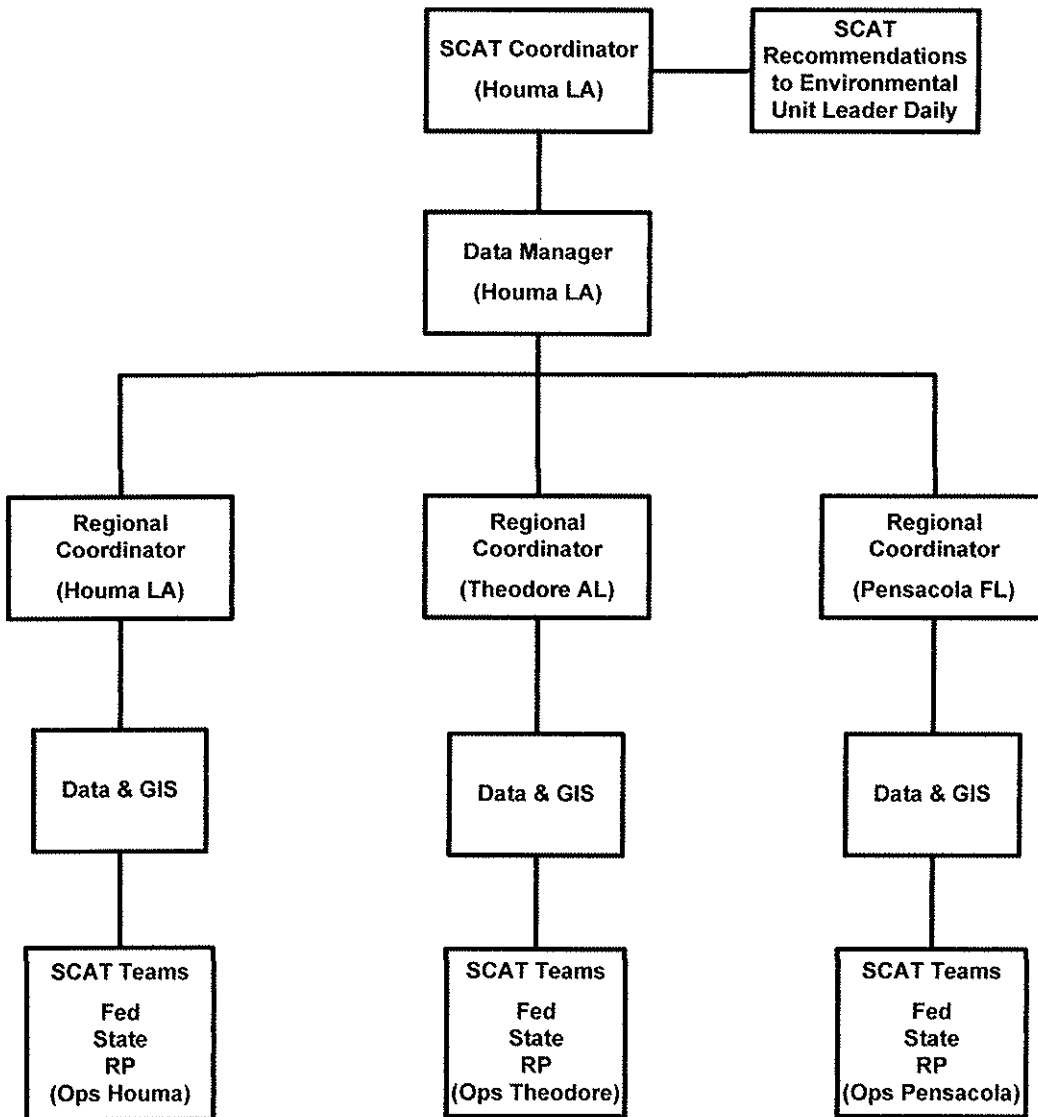 SCAT Coordinator
(Houma LA)
SCAT
Recommendations
to Environmental
Unit Leader Daily
Data Manager
(Houma LA)
Regional
Coordinator
(Houma LA)
Regional
Coordinator
(Theodore AL)
Regional
Coordinator
(Pensacola FL)
Data & GIS
Data & GIS
Data & GIS
SCAT Teams
Fed
State
RP
(Ops Houma)
SCAT Teams
Fed
State
RP
(Ops Theodore)
SCAT Teams
Fed
State
RP
(Ops Pensacola)